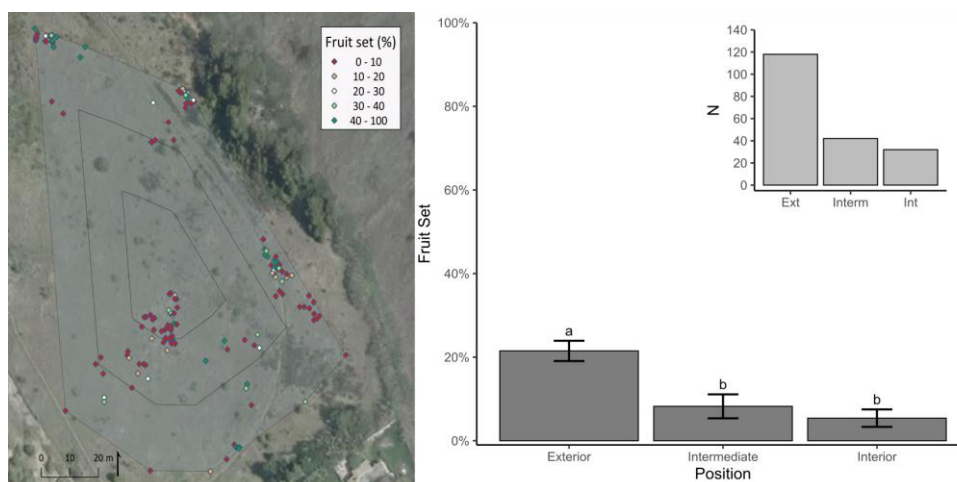 Fruit set (%)
0 - 10
10 - 20
20 - 30
30 - 40
40 - 100
0 10 20 m
100%
80%
60%
40%
20%
0%
Fruit Set
a
b
b
Exterior Intermediate Interior
Position
140
120
100
80
60
40
20
0
N
Ext Interm Int